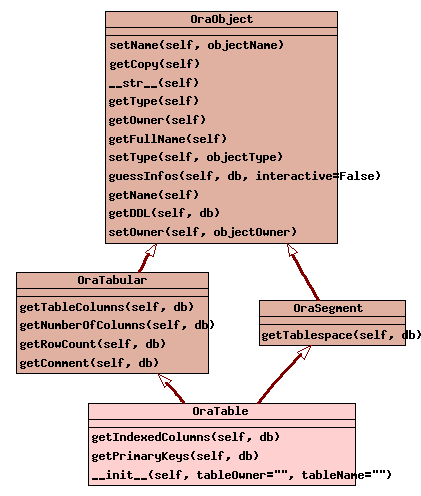 OraObject
setName(self, objectName)
getCopy(self)
__str__(self)
getType(self)
getOwner(self)
getFullName(self)
setType(self, objectType)
guessInfos(self, db, interactive=False)
getName(self)
getDDL(self, db)
setOwner(self, objectOwner)
OraTabular
getTableColumns(self, db)
getNumberOfColumns(self, db)
getRowCount(self, db)
getComment(self, db)
OraSegment
getTablespace(self, db)
OraTable
getIndexedColumns(self, db)
getPrimaryKeys(self, db)
__init__(self, tableOwner="", tableName="")